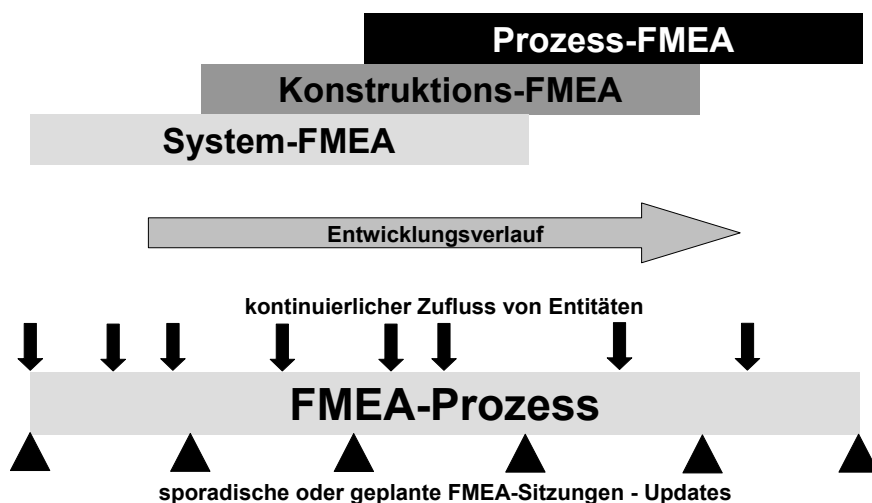 Prozess-FMEA
Konstruktions-FMEA
System-FMEA
Entwicklungsverlauf
kontinuierlicher Zufluss von Entitäten
FMEA-Prozess
sporadische oder geplante FMEA-Sitzungen - Updates